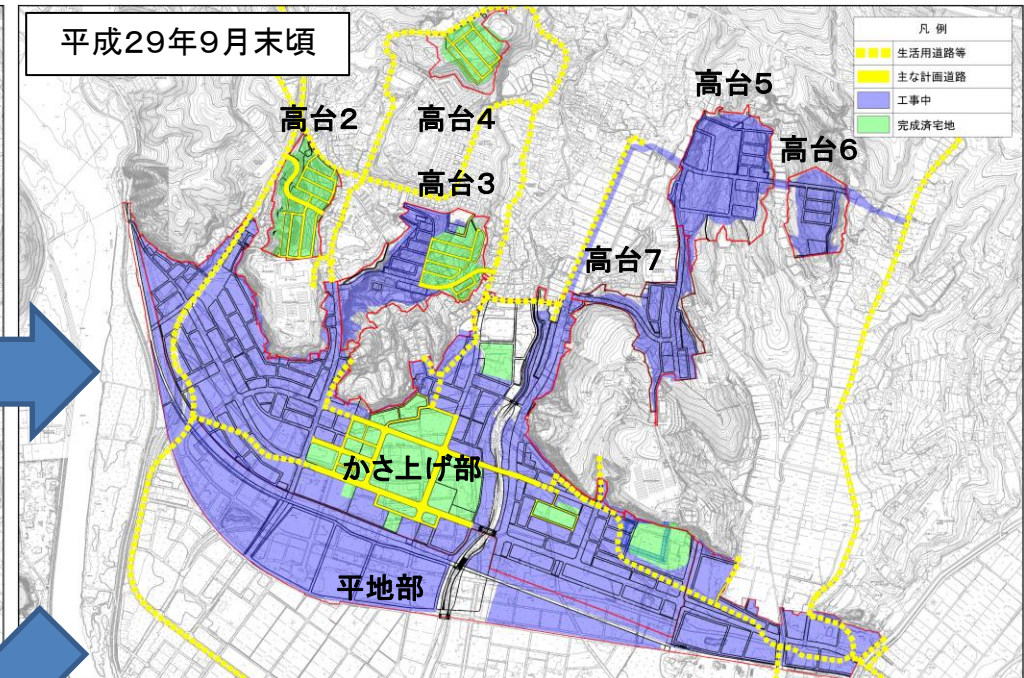 平成29年9月末頃
凡 例
生活用道路等
主な計画道路
工事中
完成済宅地
高台5
高台2
高台4
高台6
高台3
高台7
かさ上げ部
平地部